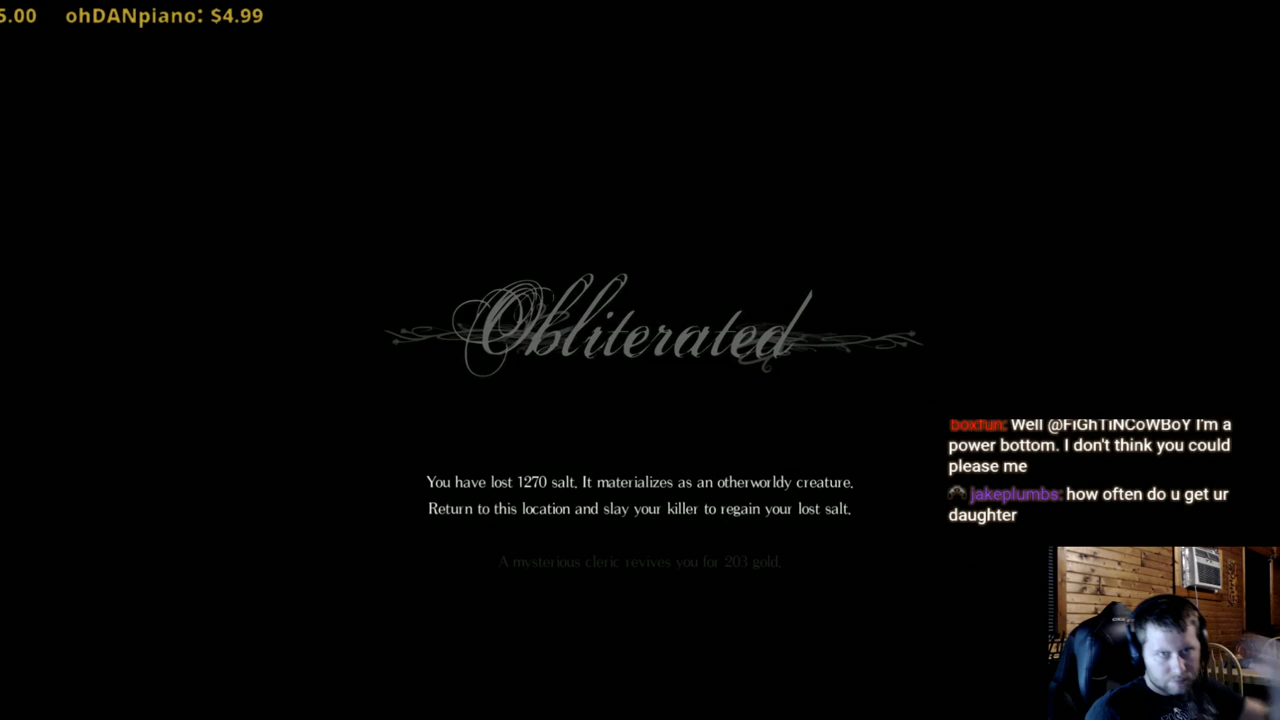 5.00 ohDANpiano: $4.99
Obliterated
You have lost 1270 salt. It materializes as an otherworldy creature.
Return to this location and slay your killer to regain your lost salt.
A mysterious cleric revives you for 203 gold.
boxfun: Well @FiGhTiNCoWBoY I'm a
power bottom. I don't think you could
please me
jakeplumbs: how often do u get ur
daughter